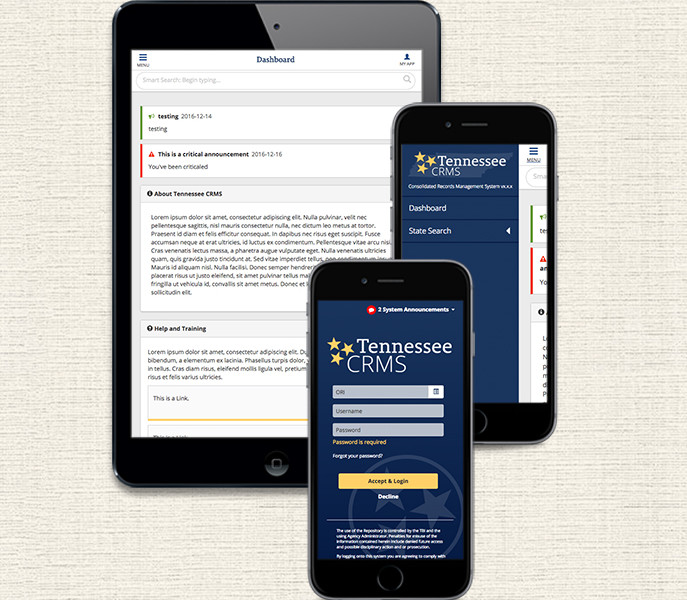 Dashboard
MENU
MY APP
Smart Search: Begin typing...
testing 2016-12-14
testing
This is a critical announcement 2016-12-16
You've been criticaled
About Tennessee CRMS
Lorem ipsum dolor sit amet, consectetur adipiscing elit. Nulla pulvinar, velit nec
pellentesque sagittis, nisl mauris consectetur nulla, nec dictum leo metus at tortor.
Praesent id diam et felis efficitur consequat. In dapibus nec risus eget suscipit. Fusce
accumsan neque at erat ultricies, id luctus ex condimentum. Pellentesque vitae arcu nisi.
Cras venenatis lectus massa, a pharetra augue vulputate eget. Nulla venenatis
quam, quis gravida justo tincidunt at. Sed vitae imperdiet tellus, non
Mauris id aliquam nisl. Nulla facilisi. Donec semper hendrer
placerat risus ut justo eleifend, sit amet pulvinar tellus
fringilla ut vehicula id, convallis sit amet metus. Donec et
sollicitudin elit.
Help and Training
Lorem ipsum dolor sit amet, consectetur adipiscing
bibendum, a elementum ex lacinia. Phasellus turpis dolor,
in tellus. Cras diam risus, eleifend mollis ligula vel, pretium
risus et felis varius ultricies.
This is a Link.
Tennessee
CRMS
Consolidated Records Management System vx.x.x
Dashboard
State Search
MENU
Sma
te
an
Yo
A
2 System Announcements
Tennessee
CRMS
ORI
Username
Password
Password is required
Forgot your password?
Accept & Login
Decline
The use of the Repository is controlled by the TBI and the
using Agency Administrator. Penalties for misuse of the
information contained herein include denied future access
and possible disciplinary action and or prosecution.
By logging onto this system you are agreeing to comply with